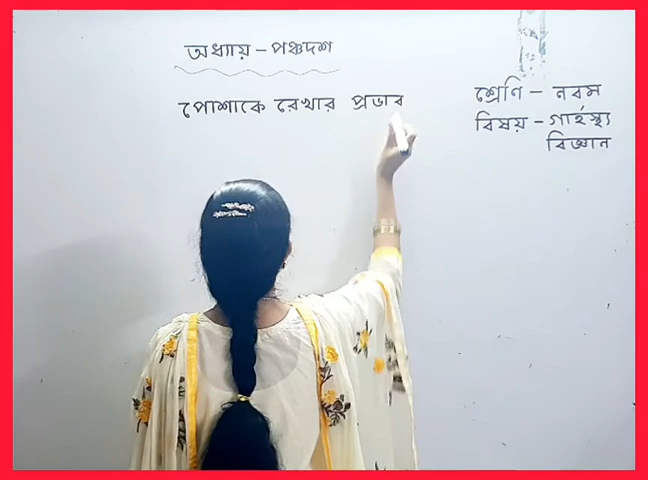 অধ্যায় – পঞ্চদশ
পোশাকে রেখার প্রভাব
শ্রেণি – নবম
বিষয় – গার্হস্থ্য
বিজ্ঞান